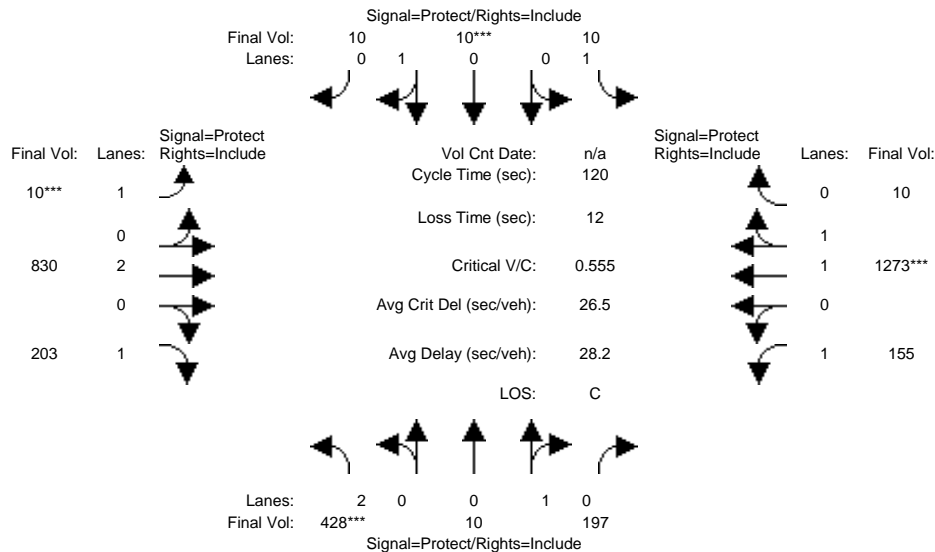 Signal=Protect/Rights=Include
Final Vol: 10 10*** 10
Lanes: 0 1 0 0 1
Signal=Protect
Final Vol: Lanes: Rights=Include
Vol Cnt Date: n/a
Signal=Protect
Rights=Include Lanes: Final Vol:
Cycle Time (sec): 120
10*** 1
0 10
Loss Time (sec): 12
0
1
830 2
Critical V/C: 0.555
1 1273***
0
Avg Crit Del (sec/veh): 26.5
0
203 1
Avg Delay (sec/veh): 28.2
1 155
LOS: C
Lanes: 2 0 0 1 0
Final Vol: 428*** 10 197
Signal=Protect/Rights=Include